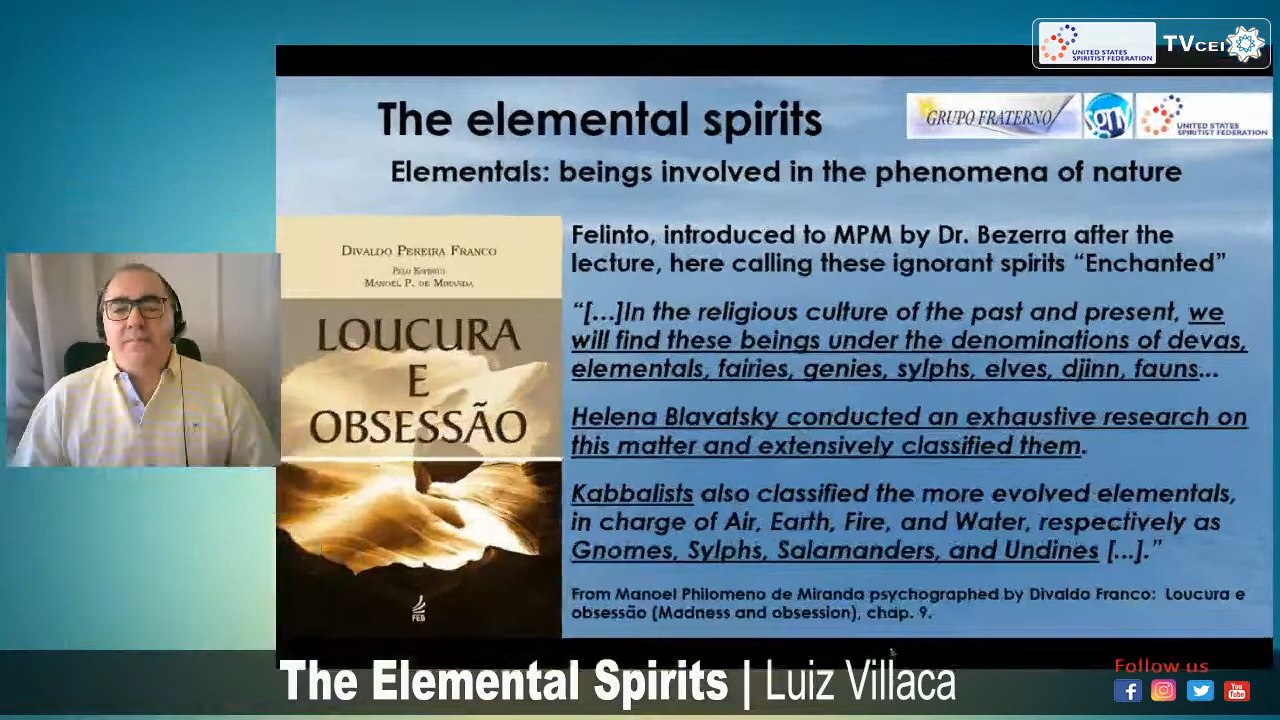 UNITED STATES
SPIRITIST FEDERATION
TVCEI
The elemental spirits
GRUPO FRATERNO
UNITED STATES
SPIRITIST FEDERATION
Elementals: beings involved in the phenomena of nature
DIVALDO PEREIRA FRANCO
PELO ESPÍRITO
MANOEL P. DE MIRANDA
LOUCURA
E
OBSESSÃO
FEB
Felinto, introduced to MPM by Dr. Bezerra after the
lecture, here calling these ignorant spirits “Enchanted”
“[...]In the religious culture of the past and present, we
will find these beings under the denominations of devas,
elementals, fairies, genies, sylphs, elves, djinn, fauns...
Helena Blavatsky conducted an exhaustive research on
this matter and extensively classified them.
Kabbalists also classified the more evolved elementals,
in charge of Air, Earth, Fire, and Water, respectively as
Gnomes, Sylphs, Salamanders, and Undines [...].”
From Manoel Philomeno de Miranda psychographed by Divaldo Franco: Loucura e
obsessão (Madness and obsession), chap. 9.
The Elemental Spirits | Luiz Villaca
Follow us
You
Tube